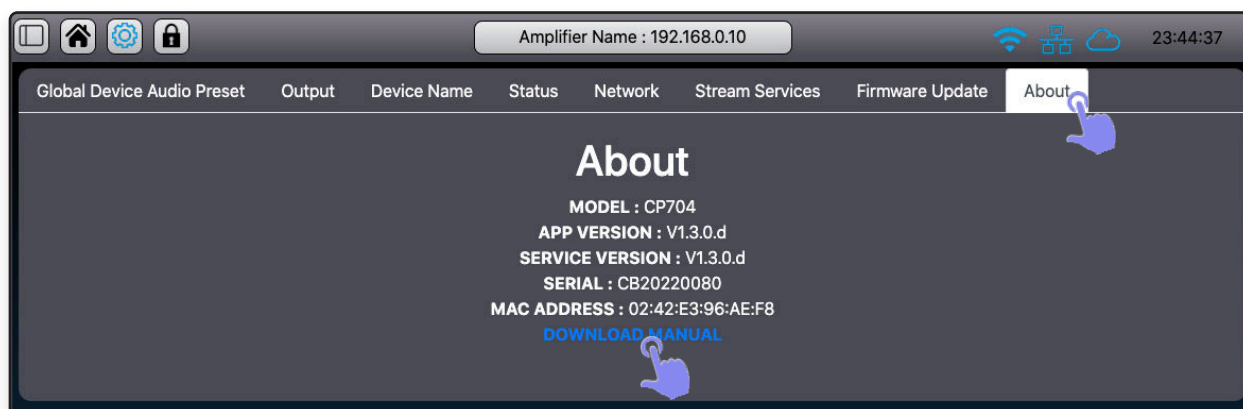 Amplifier Name : 192.168.0.10 23:44:37
Global Device Audio Preset Output Device Name Status Network Stream Services Firmware Update About
About
MODEL : CP704
APP VERSION : V1.3.0.d
SERVICE VERSION : V1.3.0.d
SERIAL : CB20220080
MAC ADDRESS : 02:42:E3:96:AE:F8
DOWNLOAD MANUAL